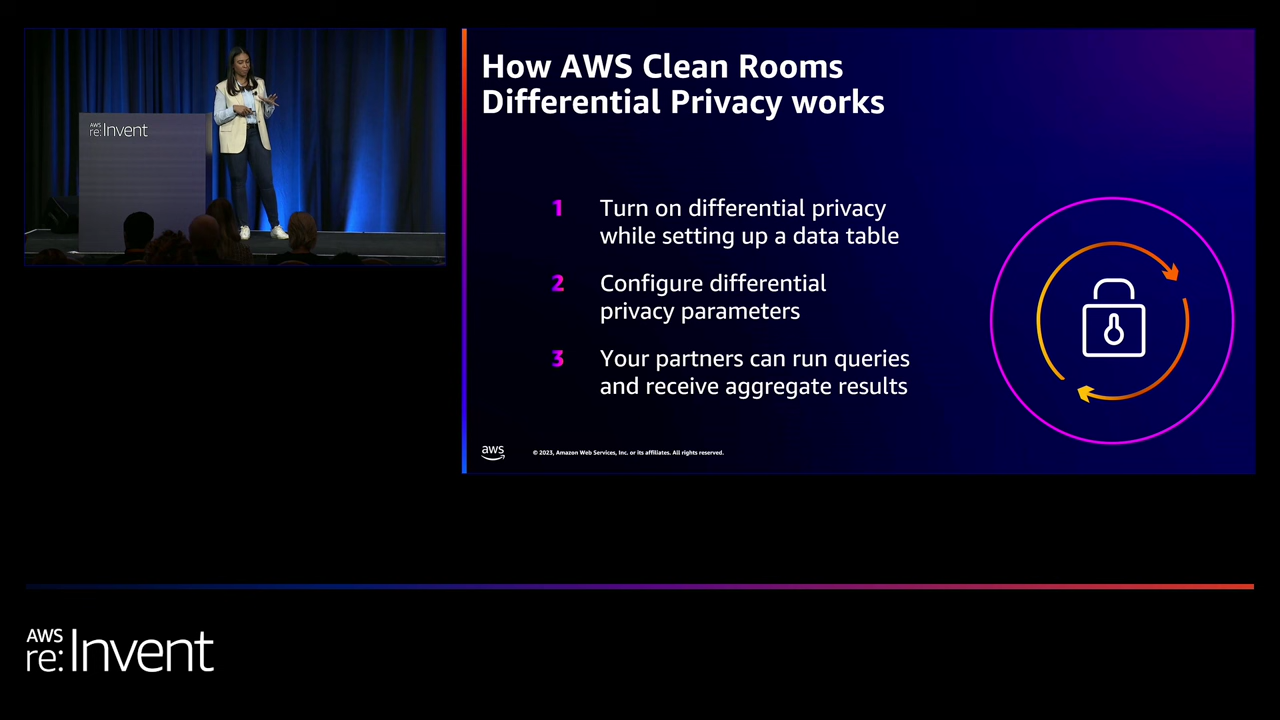 AWS
re:Invent
How AWS Clean Rooms
Differential Privacy works
1 Turn on differential privacy
while setting up a data table
2 Configure differential
privacy parameters
3 Your partners can run queries
and receive aggregate results
aws
© 2023, Amazon Web Services, Inc. or its affiliates. All rights reserved.
AWS
re:Invent